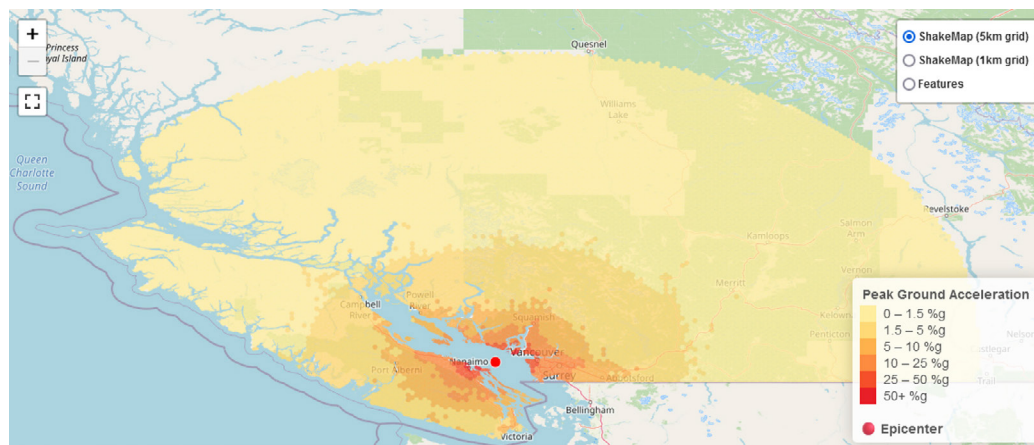 +
−
Princess
Royal Island
Queen
Charlotte
Sound
Quesnel
Williams
Lake
ShakeMap (5km grid)
ShakeMap (1km grid)
Features
Revelstoke
Salmon
Arm
Kamloops
Vernon
Merritt
Penticton
Campbell
River
Powell
River
Squamish
Vancouver
Nanaimo
Port Alberni
Surrey
Abbotsford
Bellingham
Victoria
Trail
Peak Ground Acceleration
0 – 1.5 %g
1.5 – 5 %g
5 – 10 %g
10 – 25 %g
25 – 50 %g
50+ %g
Epicenter